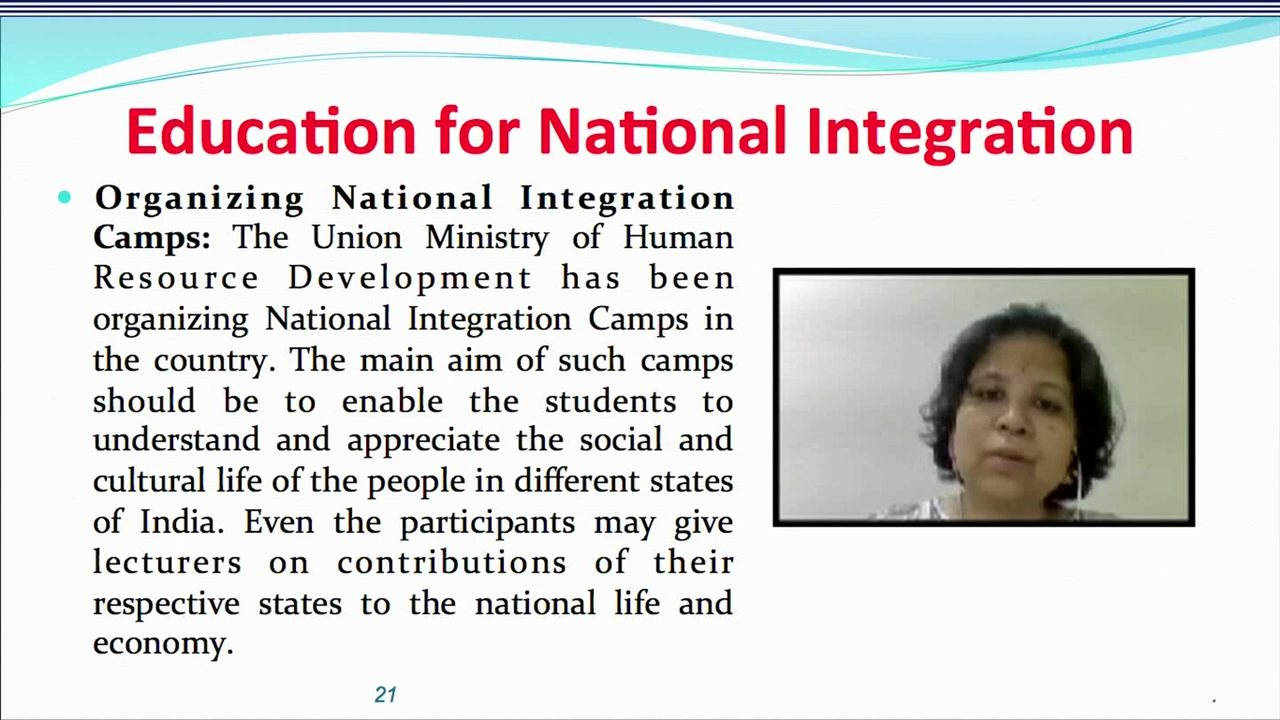 Education for National Integration
Organizing National Integration
Camps: The Union Ministry of Human
Resource Development has been
organizing National Integration Camps in
the country. The main aim of such camps
should be to enable the students to
understand and appreciate the social and
cultural life of the people in different states
of India. Even the participants may give
lecturers on contributions of their
respective states to the national life and
economy.
21
.